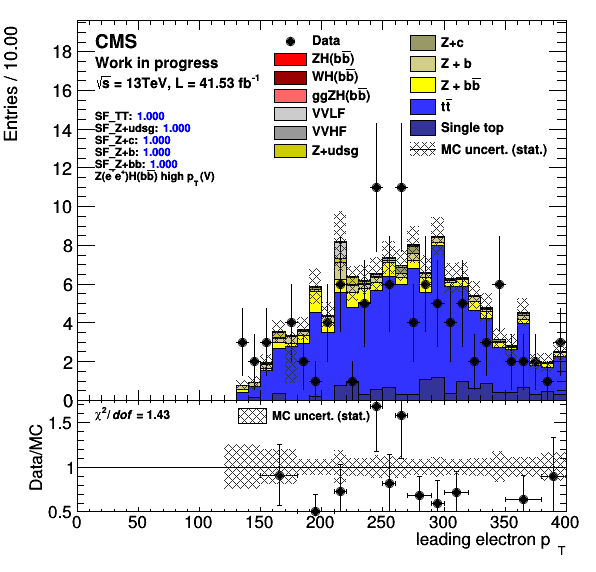 CMS
Work in progress
√s = 13TeV, L = 41.53 fb⁻¹
SF_TT: 1.000
SF_Z+udsg: 1.000
SF_Z+c: 1.000
SF_Z+b: 1.000
SF_Z+bb: 1.000
Z(e⁻e⁺)H(bb̅) high p_T(V)
Data
ZH(bb̅)
WH(bb̅)
ggZH(bb̅)
VVLF
VVHF
Z+udsg
Z+c
Z + b
Z + bb̅
tt̅
Single top
MC uncert. (stat.)
Entries / 10.00
18
16
14
12
10
8
6
4
2
0
χ²/dof = 1.43
MC uncert. (stat.)
Data/MC
1.5
1
0.5
0 50 100 150 200 250 300 350 400
leading electron p_T